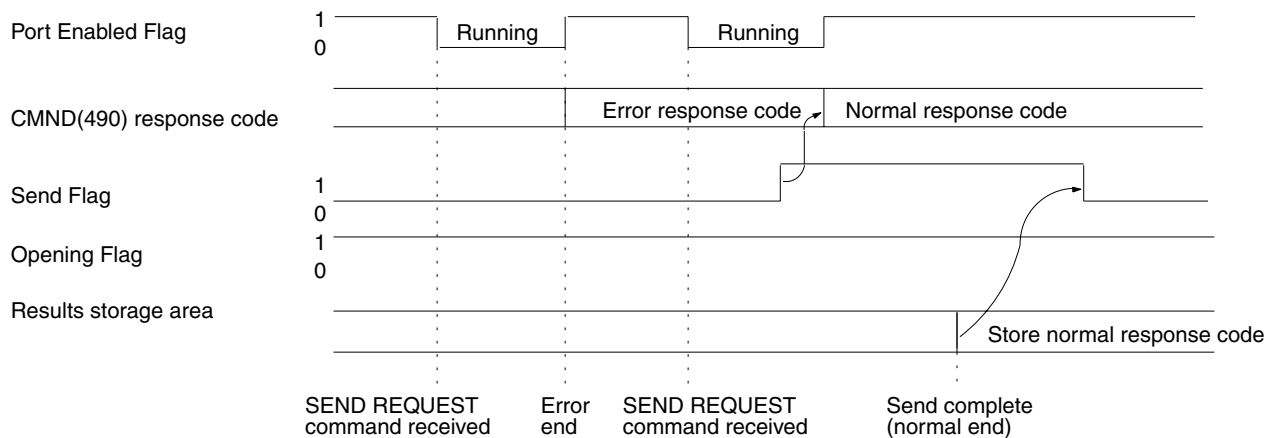 Port Enabled Flag
1
0
Running
Running
CMND(490) response code
Error response code
Normal response code
Send Flag
1
0
Opening Flag
1
0
Results storage area
Store normal response code
SEND REQUEST
command received
Error
end
SEND REQUEST
command received
Send complete
(normal end)